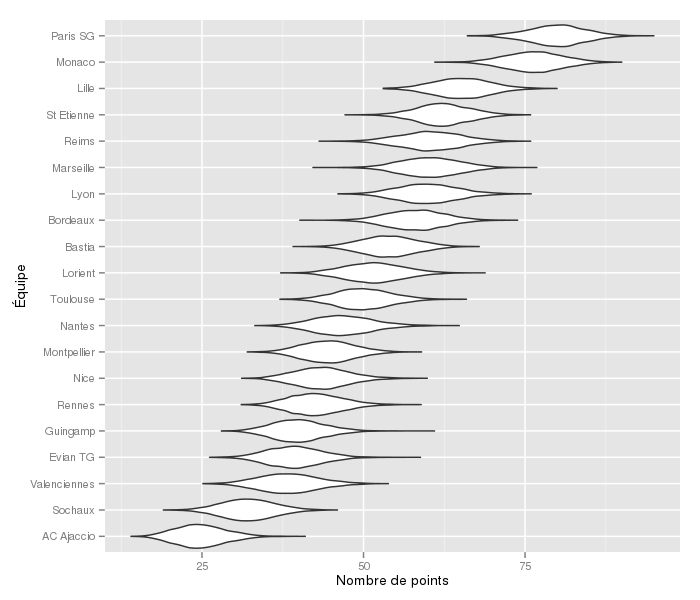 Paris SG
Monaco
Lille
St Etienne
Reims
Marseille
Lyon
Bordeaux
Bastia
Lorient
Toulouse
Nantes
Montpellier
Nice
Rennes
Guingamp
Evian TG
Valenciennes
Sochaux
AC Ajaccio
Équipe
25 50 75
Nombre de points